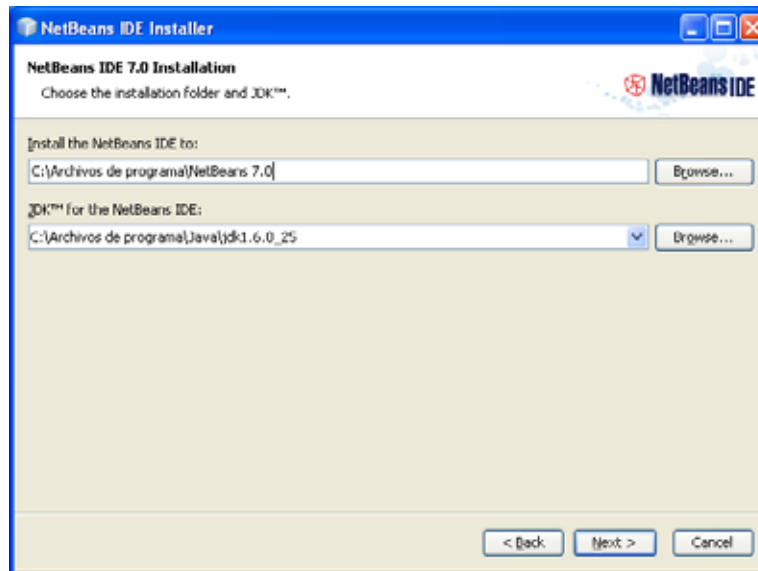 NetBeans IDE Installer
NetBeans IDE 7.0 Installation
Choose the installation folder and JDK™.
NetBeans IDE
Install the NetBeans IDE to:
C:\Archivos de programa\NetBeans 7.0
Browse...
JDK™ for the NetBeans IDE:
C:\Archivos de programa\Java\jdk1.6.0_25
Browse...
< Back Next > Cancel